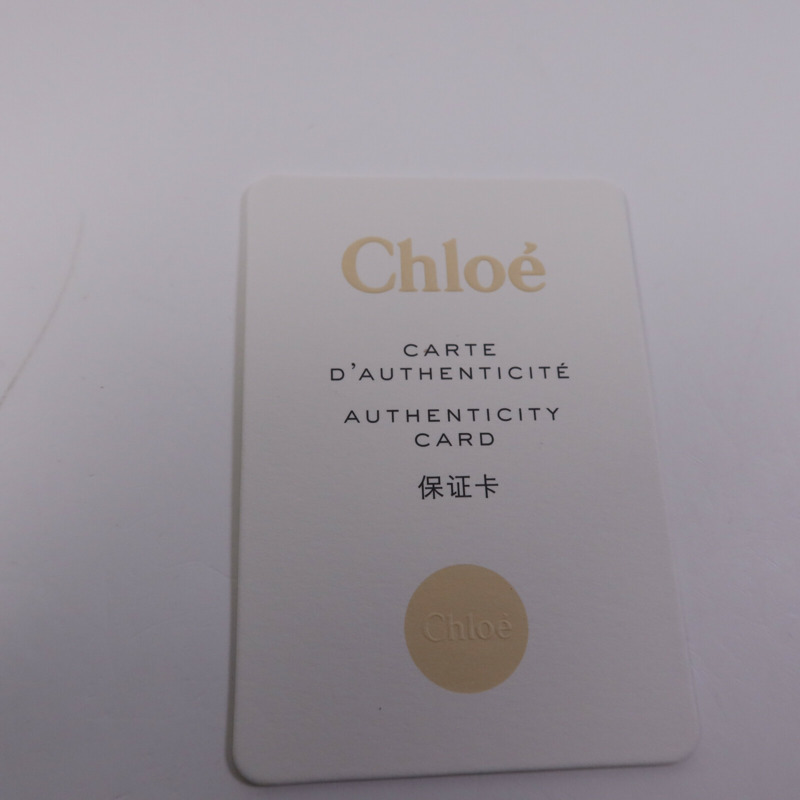 Chloé
CARTE
D'AUTHENTICITÉ
AUTHENTICITY
CARD
保证卡
Chloé